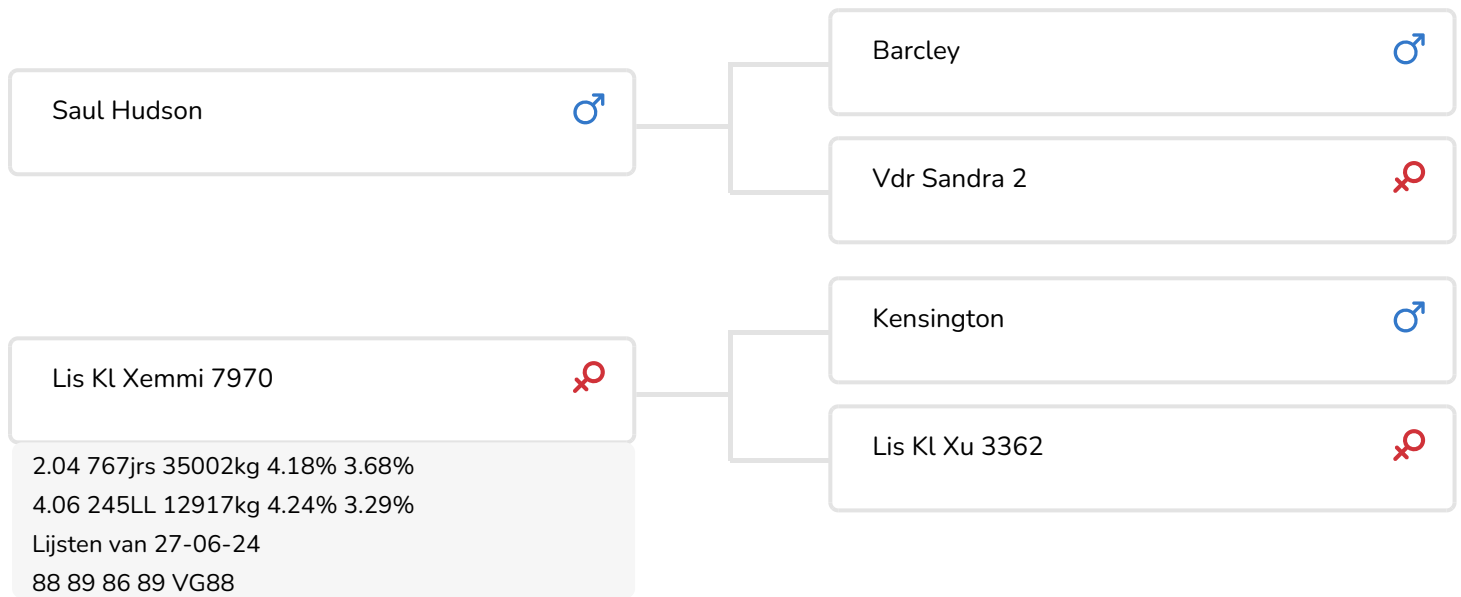 Barcley
Saul Hudson
Vdr Sandra 2
Kensington
Lis Kl Xemmi 7970
Lis Kl Xu 3362
2.04 767jrs 35002kg 4.18% 3.68%
4.06 245LL 12917kg 4.24% 3.29%
Lijsten van 27-06-24
88 89 86 89 VG88